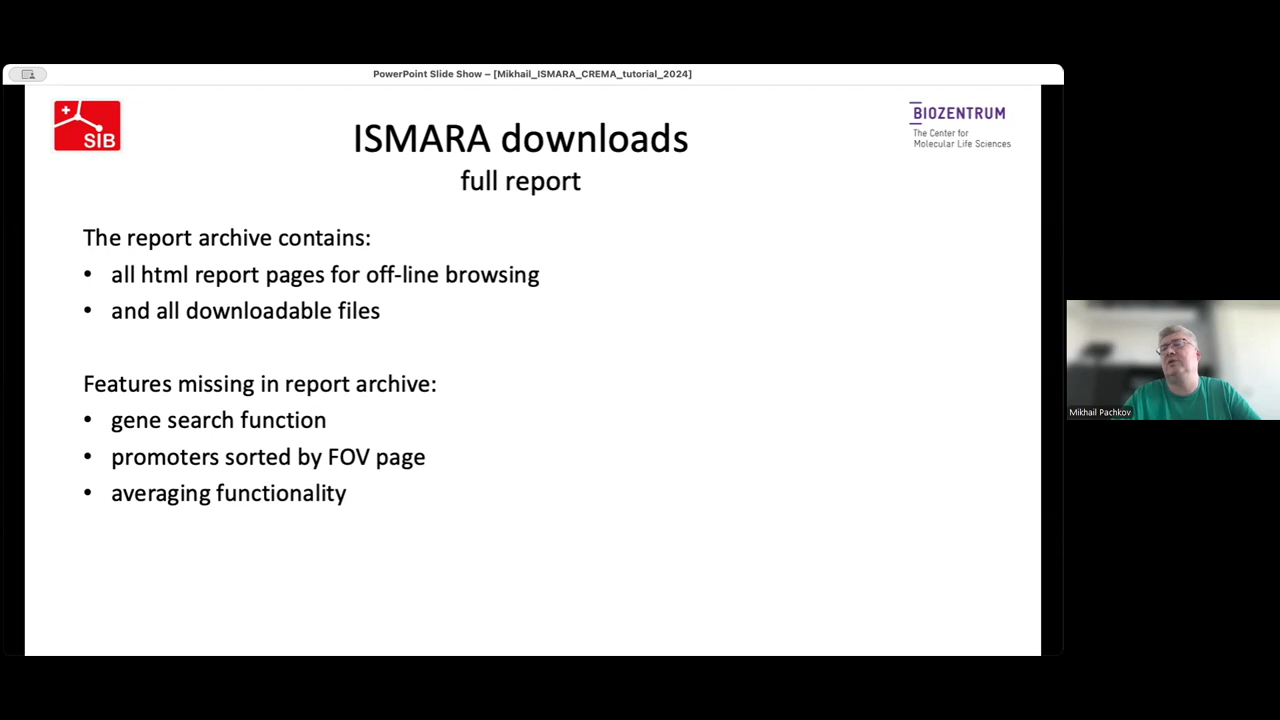 PowerPoint Slide Show – [Mikhail_ISMARA_CREMA_tutorial_2024]
SIB
BIOZENTRUM
The Center for
Molecular Life Sciences
ISMARA downloads
full report
The report archive contains:
• all html report pages for off-line browsing
• and all downloadable files
Features missing in report archive:
• gene search function
• promoters sorted by FOV page
• averaging functionality
Mikhail Pachkov